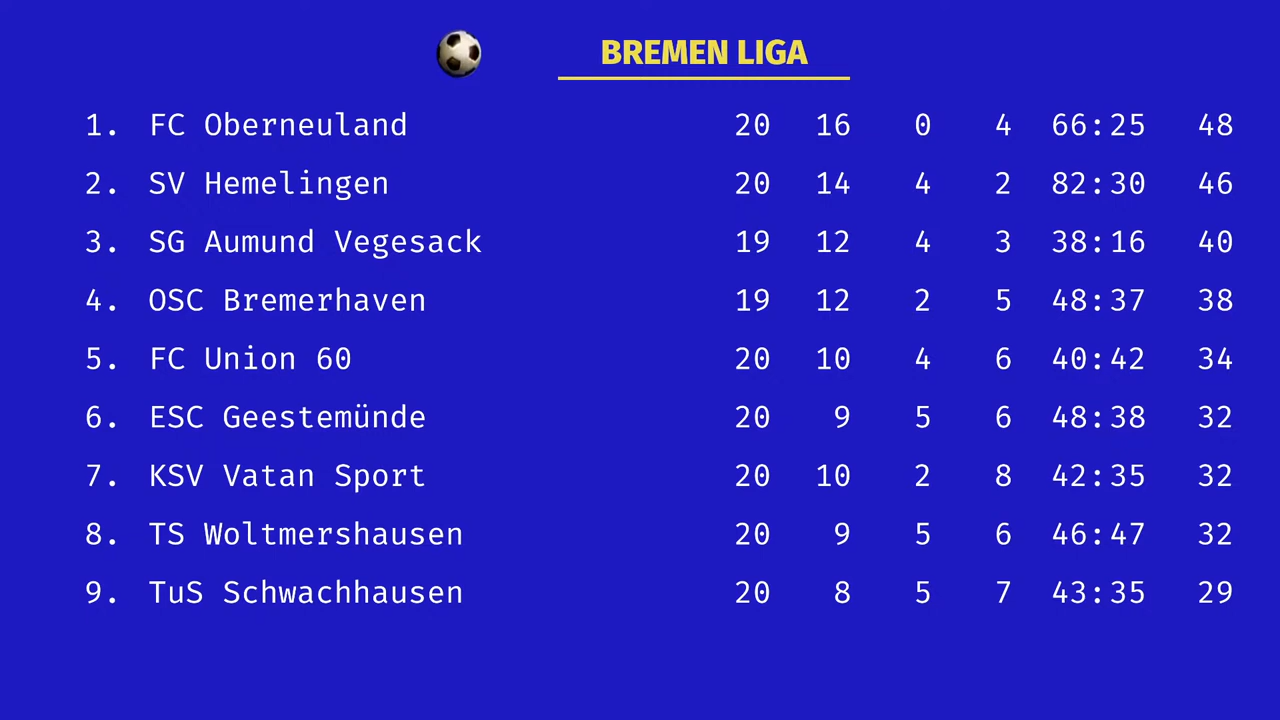 BREMEN LIGA
1. FC Oberneuland 20 16 0 4 66:25 48
2. SV Hemelingen 20 14 4 2 82:30 46
3. SG Aumund Vegesack 19 12 4 3 38:16 40
4. OSC Bremerhaven 19 12 2 5 48:37 38
5. FC Union 60 20 10 4 6 40:42 34
6. ESC Geestemünde 20 9 5 6 48:38 32
7. KSV Vatan Sport 20 10 2 8 42:35 32
8. TS Woltmershausen 20 9 5 6 46:47 32
9. TuS Schwachhausen 20 8 5 7 43:35 29